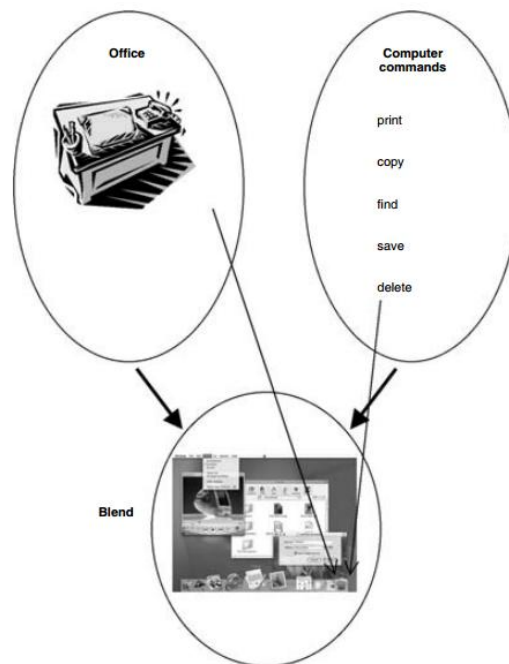 Office
Computer
commands
print
copy
find
save
delete
Blend